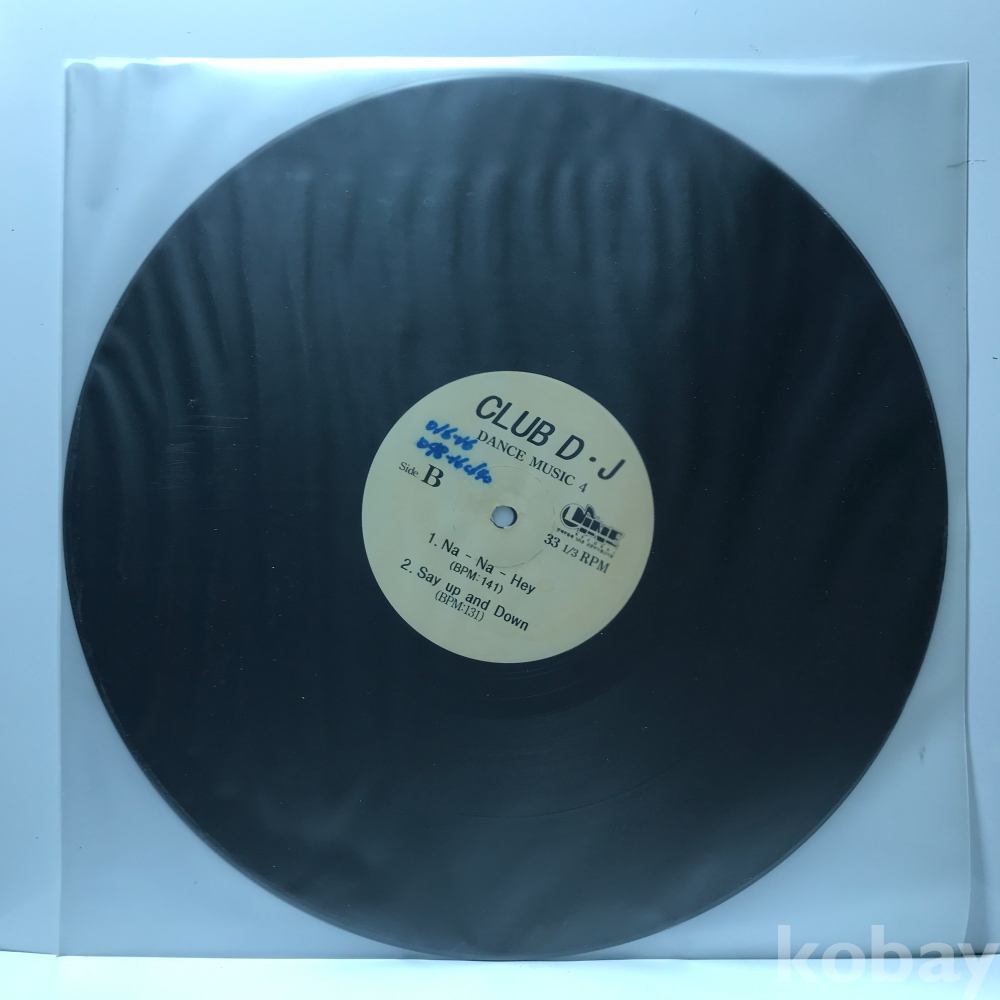 CLUB D·J
DANCE MUSIC 4
Side B
LINE
33 1/3 RPM
1. Na - Na - Hey
(BPM:141)
2. Say up and Down
(BPM:131)
kobay